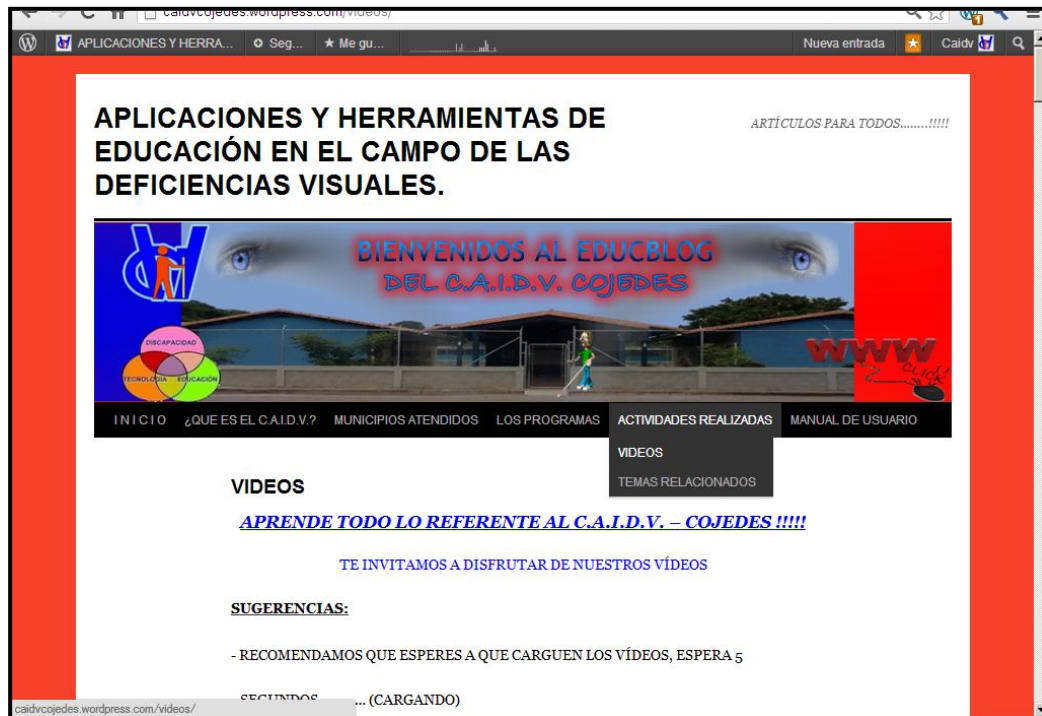 caidvcojedes.wordpress.com/videos/
APLICACIONES Y HERRA... Seg... Me gu... Nueva entrada Caidv
APLICACIONES Y HERRAMIENTAS DE
EDUCACIÓN EN EL CAMPO DE LAS
DEFICIENCIAS VISUALES.
ARTÍCULOS PARA TODOS........!!!!!
BIENVENIDOS AL EDUCBLOG
DEL C.A.I.D.V. COJEDES
DISCAPACIDAD
TECNOLOGÍA EDUCACIÓN
WWW
CLICK!
INICIO ¿QUE ES EL C.A.I.D.V.? MUNICIPIOS ATENDIDOS LOS PROGRAMAS ACTIVIDADES REALIZADAS MANUAL DE USUARIO
VIDEOS
TEMAS RELACIONADOS
VIDEOS
APRENDE TODO LO REFERENTE AL C.A.I.D.V. – COJEDES !!!!!
TE INVITAMOS A DISFRUTAR DE NUESTROS VÍDEOS
SUGERENCIAS:
- RECOMENDAMOS QUE ESPERES A QUE CARGUEN LOS VÍDEOS, ESPERA 5
SEGUNDOS ... (CARGANDO)
caidvcojedes.wordpress.com/videos/